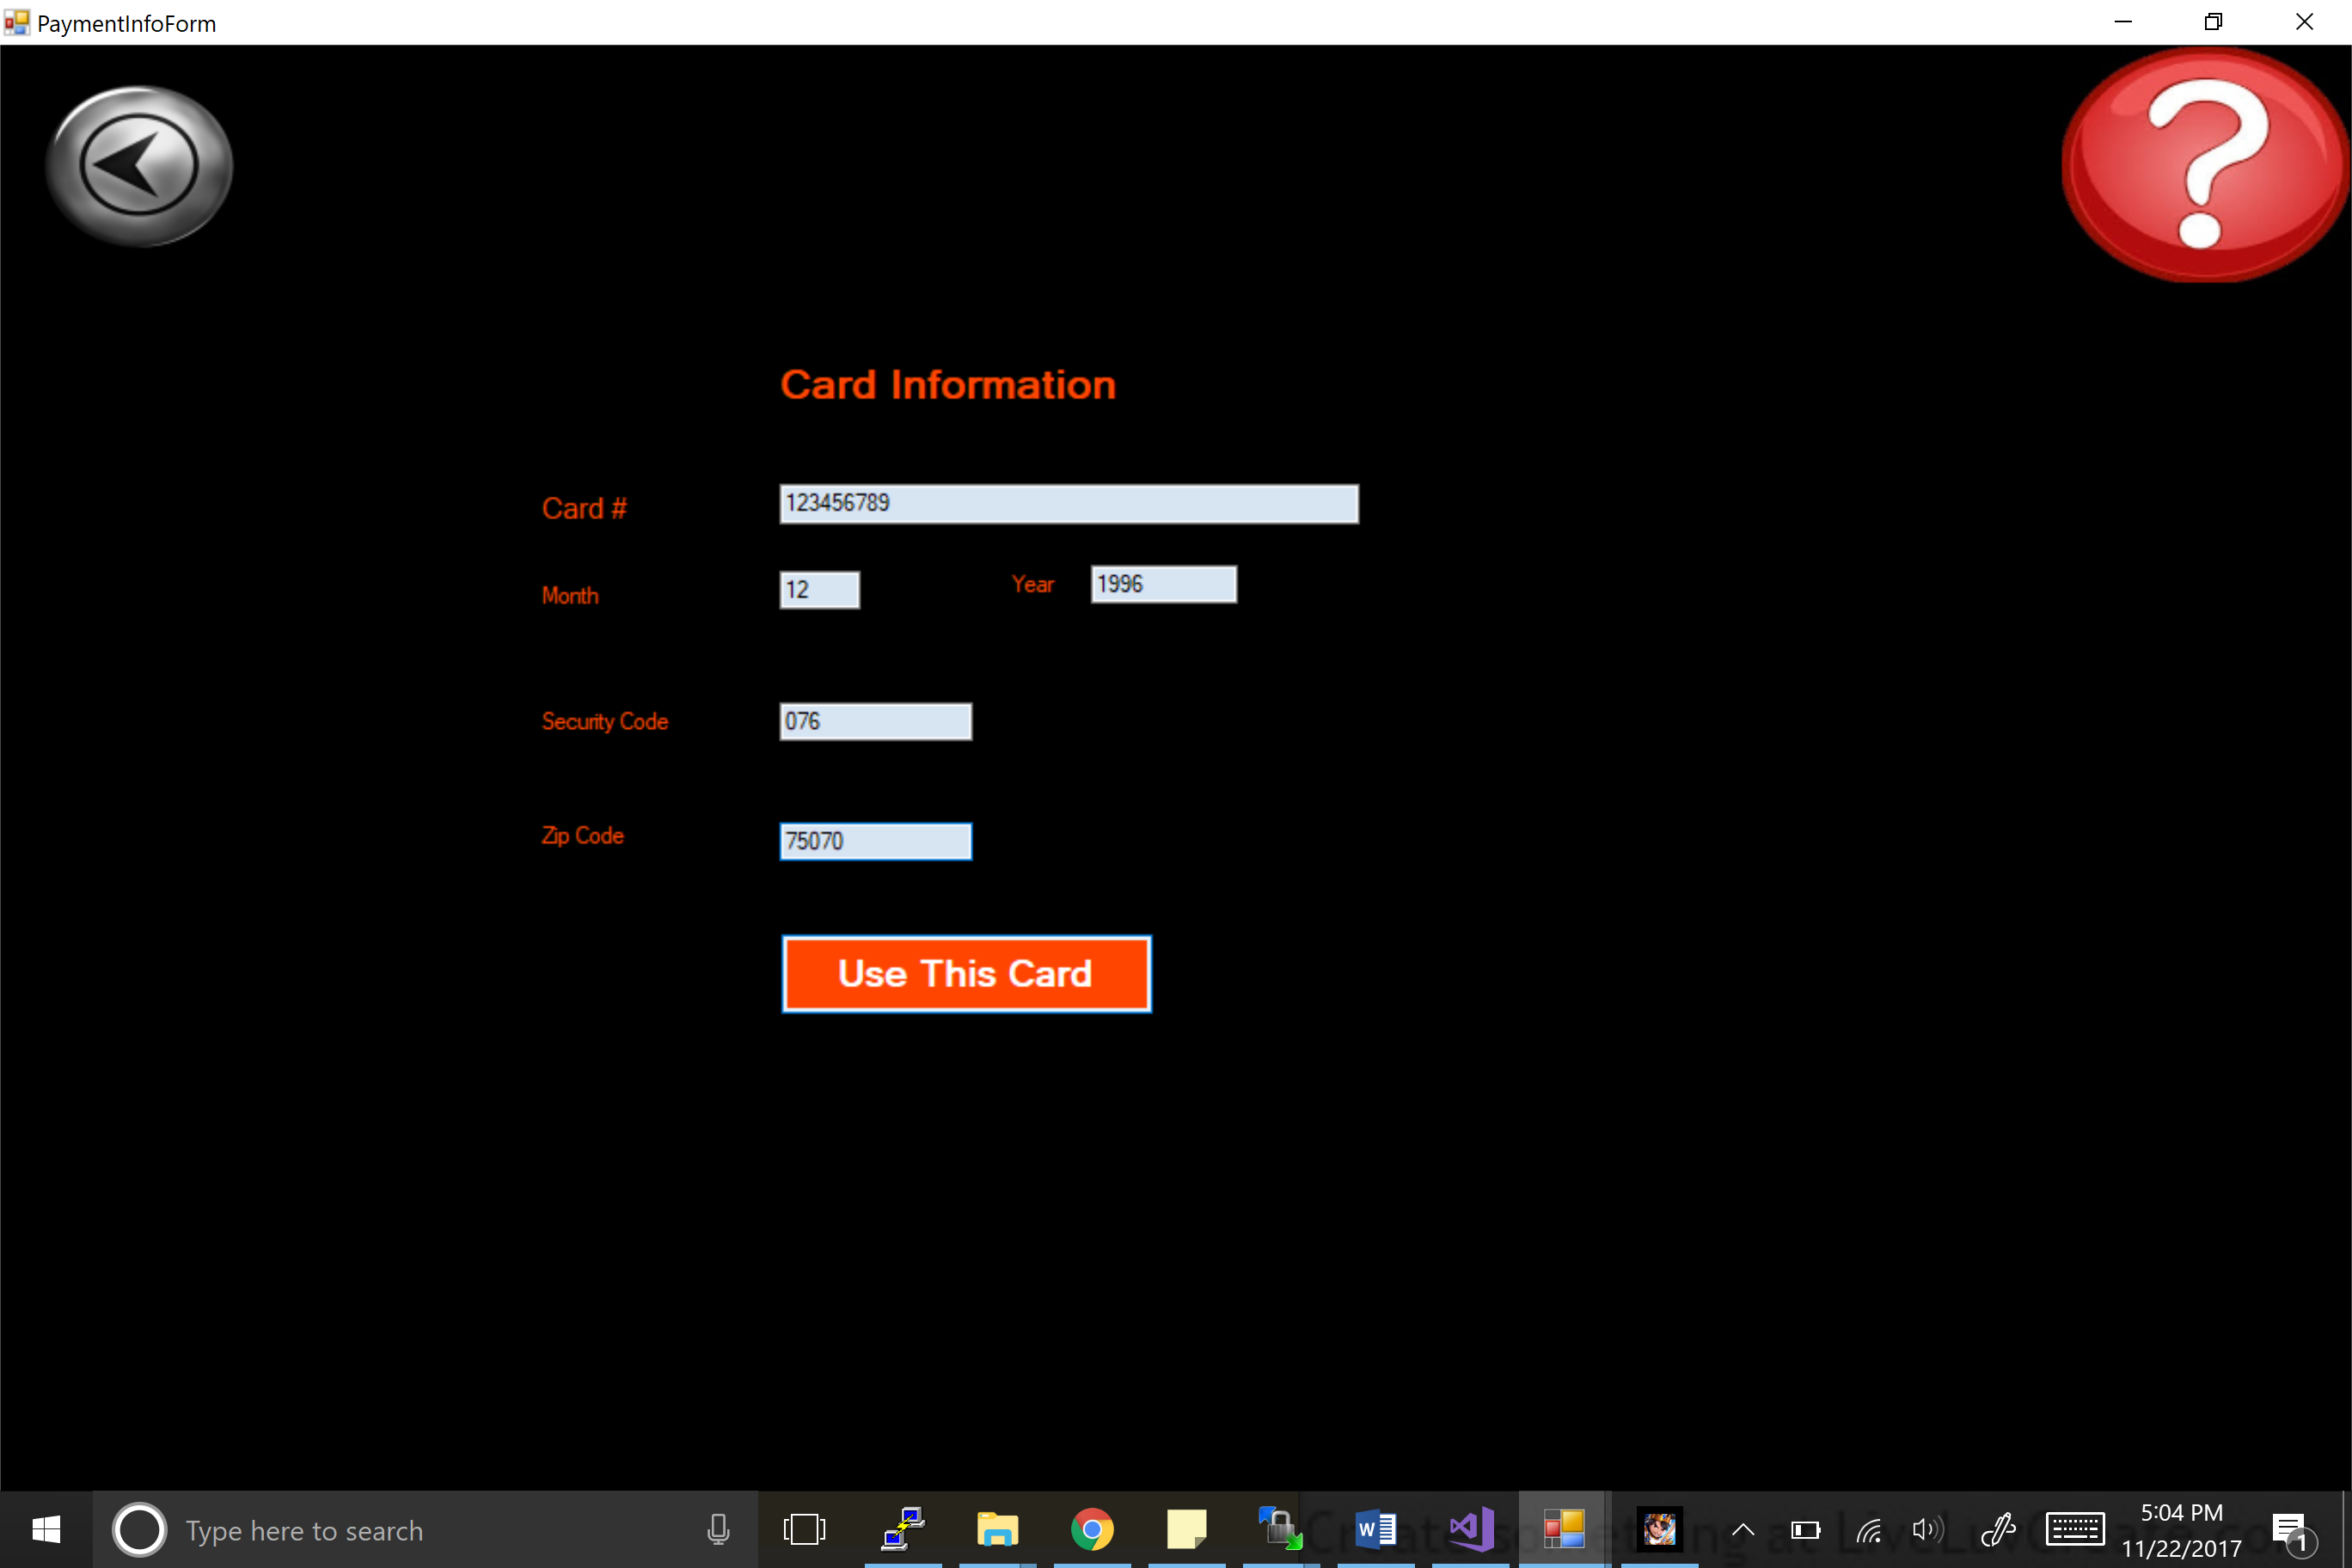 PaymentInfoForm
?
Card Information
Card # 123456789
Month 12 Year 1996
Security Code 076
Zip Code 75070
Use This Card
Type here to search
5:04 PM
11/22/2017
1